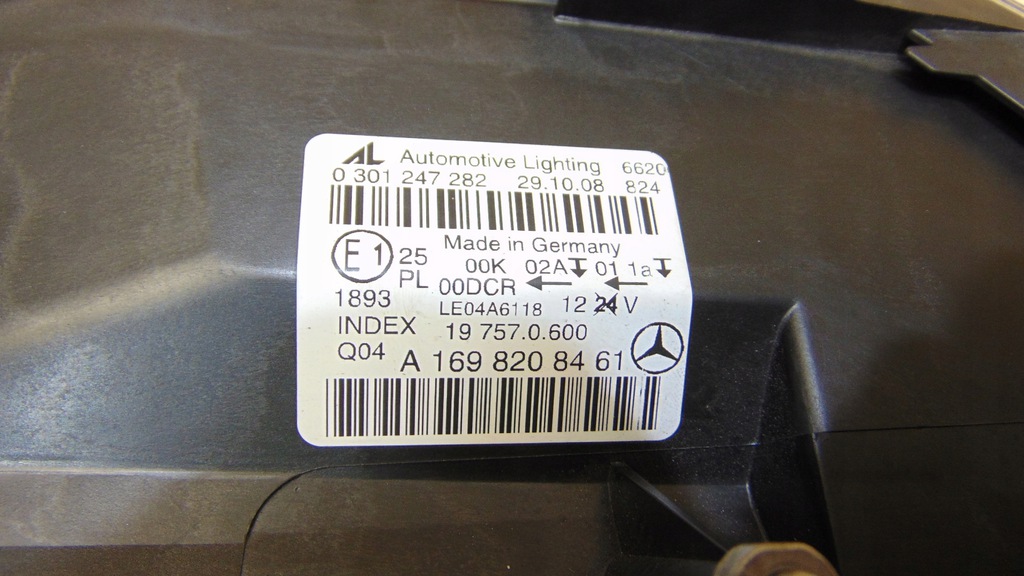 AL Automotive Lighting 6620
0 301 247 282 29.10.08 824
Made in Germany
E1 25 00K 02A 01 1a
PL 00DCR
1893 LE04A6118 12 24 V
INDEX 19 757.0.600
Q04 A 169 820 84 61